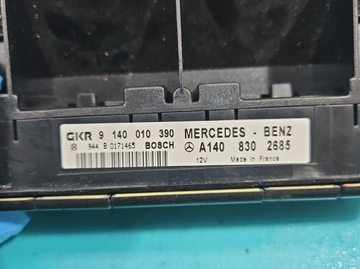 GKR 9 140 010 390 MERCEDES - BENZ
944 B 0171465 BOSCH A140 830 2685
12V Made in France